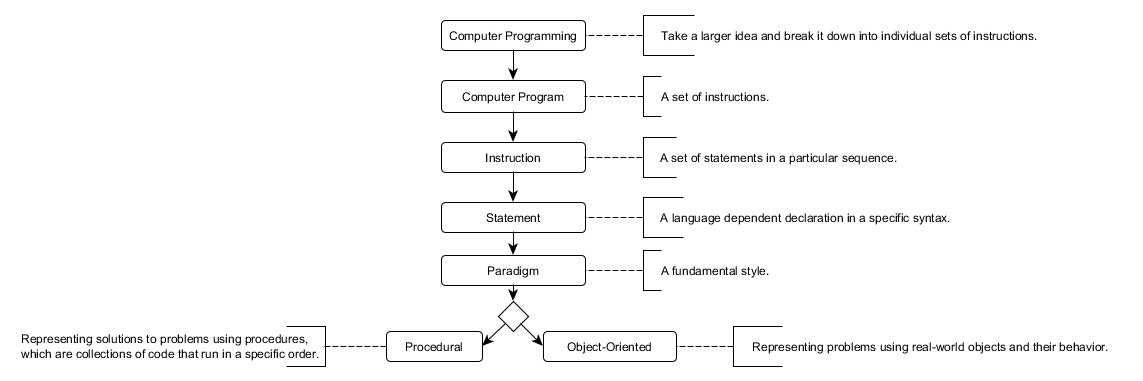 Computer Programming
Take a larger idea and break it down into individual sets of instructions.
Computer Program
A set of instructions.
Instruction
A set of statements in a particular sequence.
Statement
A language dependent declaration in a specific syntax.
Paradigm
A fundamental style.
Representing solutions to problems using procedures,
which are collections of code that run in a specific order.
Procedural
Object-Oriented
Representing problems using real-world objects and their behavior.